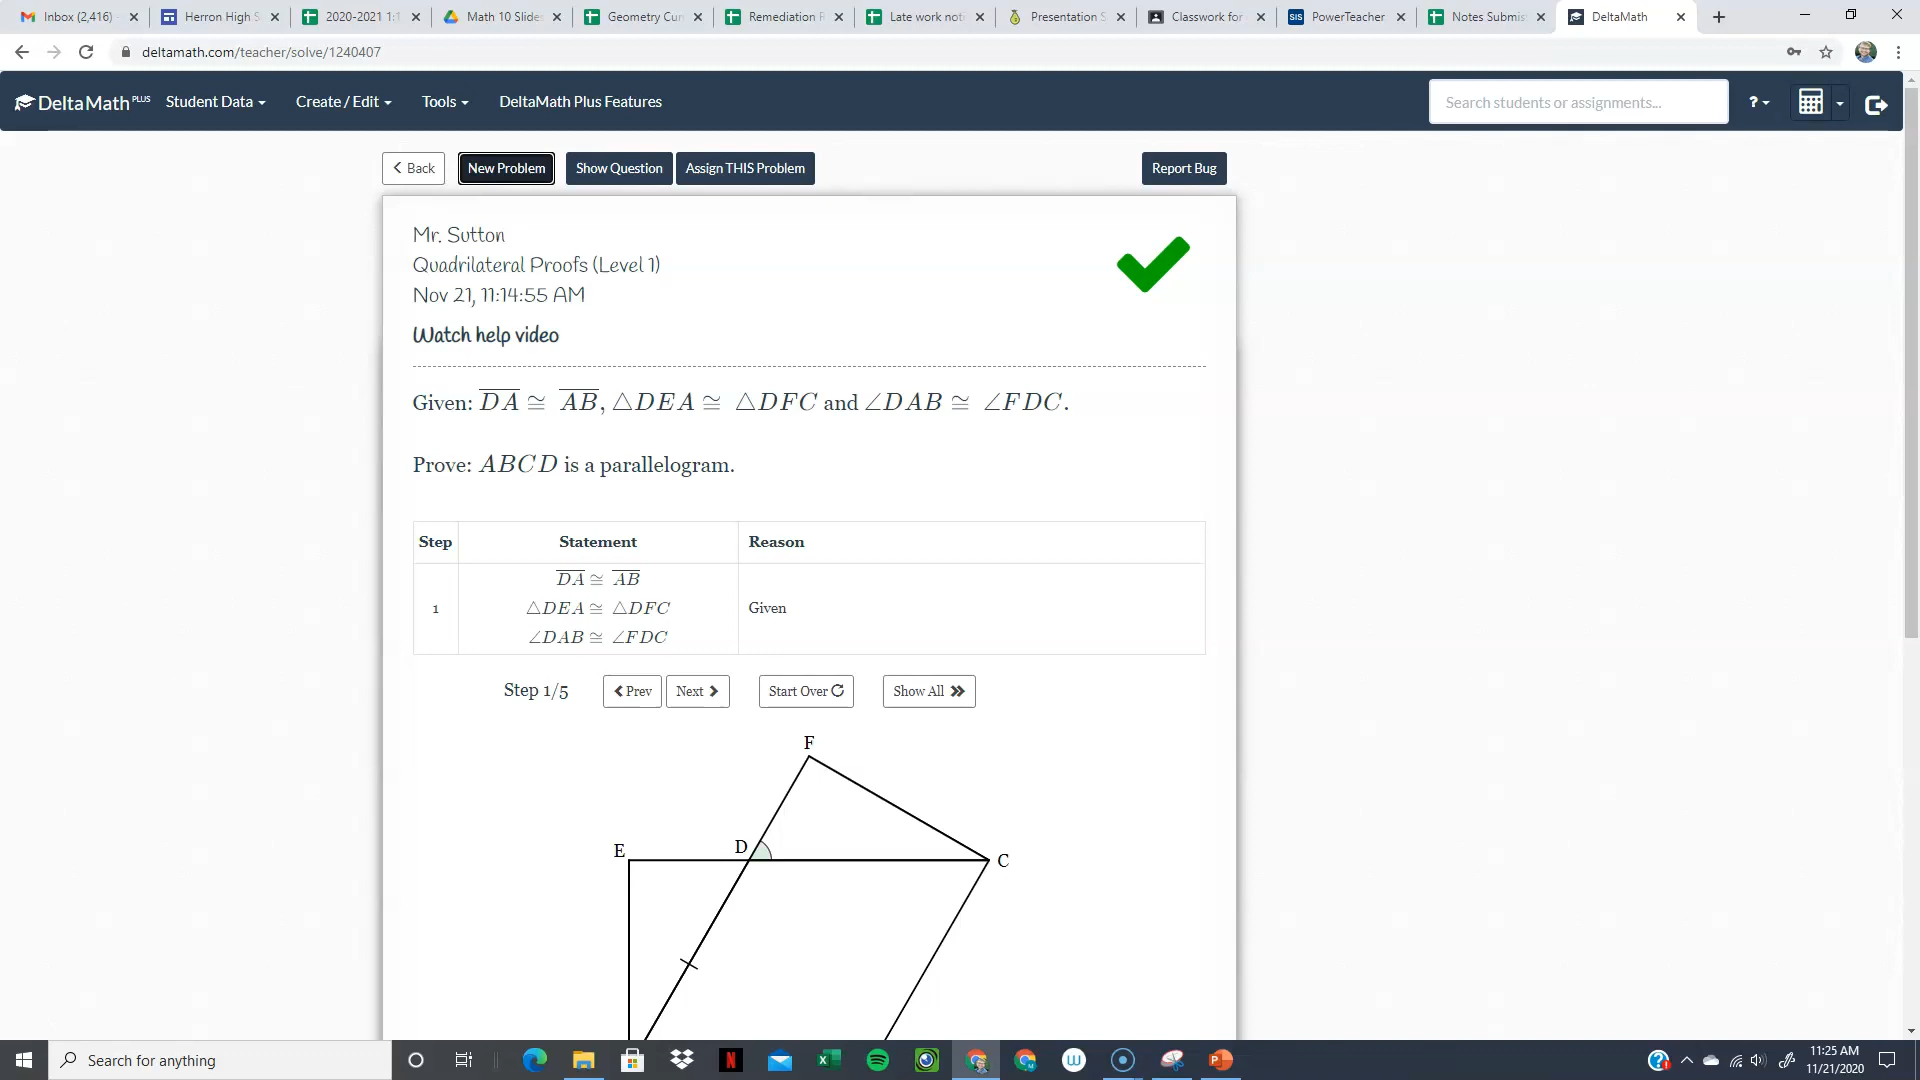 Inbox (2,416)
Herron High S
2020-2021 1:1
Math 10 Slide
Geometry Cur
Remediation R
Late work not
Presentation S
Classwork for
SIS PowerTeacher
Notes Submis
DeltaMath
deltamath.com/teacher/solve/1240407
DeltaMath PLUS Student Data Create / Edit Tools DeltaMath Plus Features Search students or assignments... ?
Back New Problem Show Question Assign THIS Problem Report Bug
Mr. Sutton
Quadrilateral Proofs (Level 1)
Nov 21, 11:14:55 AM
Watch help video
Given: D̅A̅ ≅ A̅B̅, △DEA ≅ △DFC and ∠DAB ≅ ∠FDC.
Prove: ABCD is a parallelogram.
Step Statement Reason
D̅A̅ ≅ A̅B̅
1 △DEA ≅ △DFC Given
∠DAB ≅ ∠FDC
Step 1/5 Prev Next Start Over Show All
F
E D C
Search for anything
11:25 AM
11/21/2020